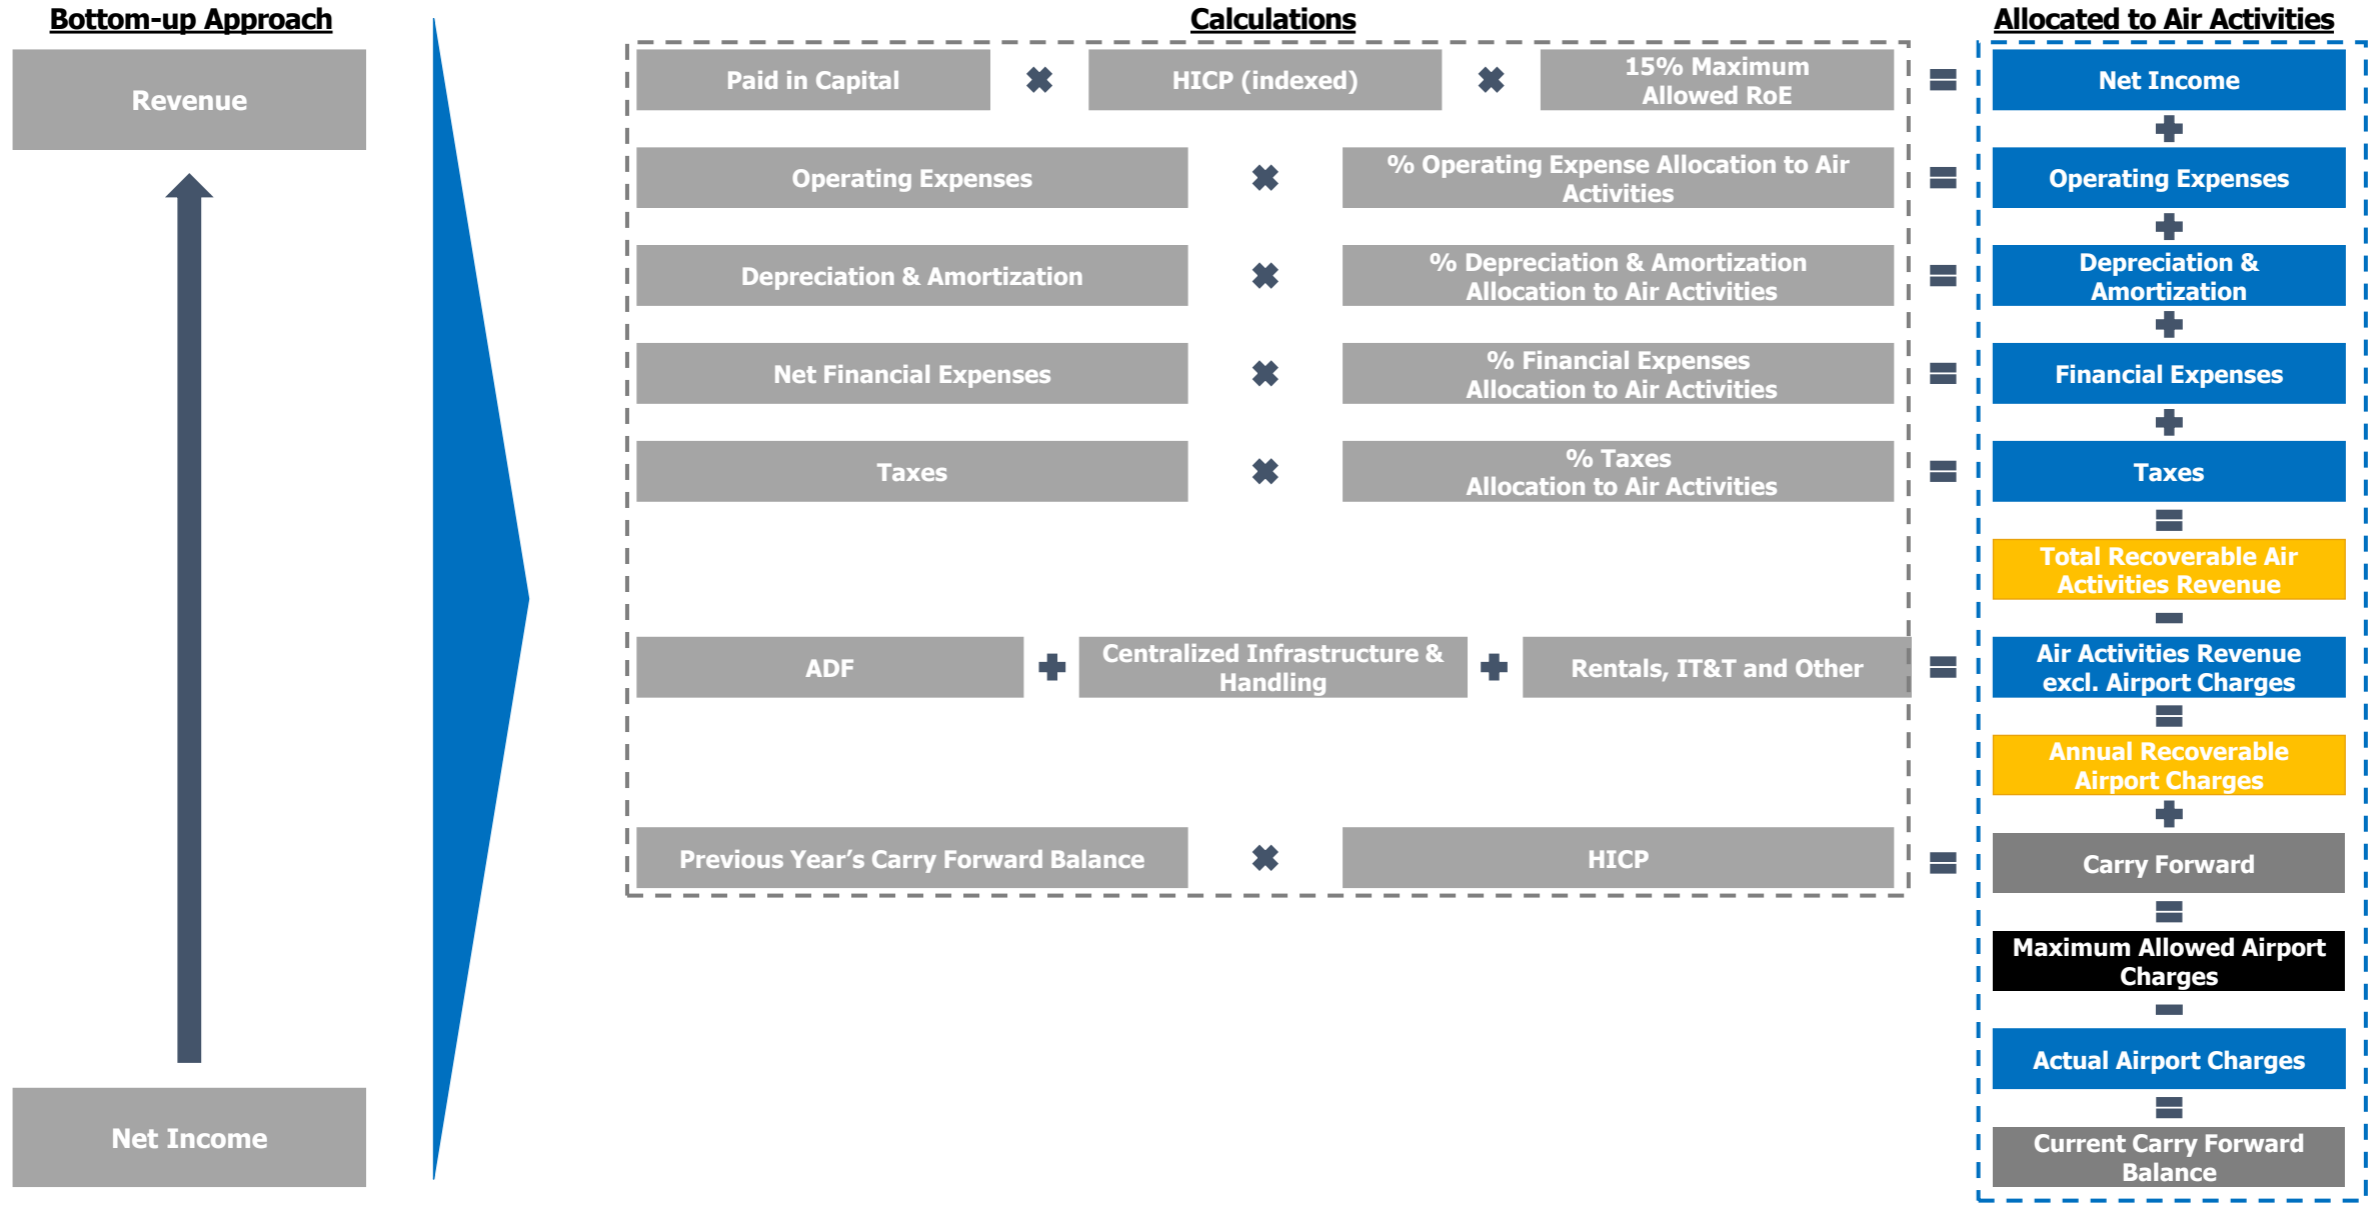 Bottom-up Approach
Calculations
Allocated to Air Activities
Revenue
Net Income
Paid in Capital
HICP (indexed)
15% Maximum
Allowed RoE
Net Income
Operating Expenses
% Operating Expense Allocation to Air
Activities
Operating Expenses
Depreciation & Amortization
% Depreciation & Amortization
Allocation to Air Activities
Depreciation &
Amortization
Net Financial Expenses
% Financial Expenses
Allocation to Air Activities
Financial Expenses
Taxes
% Taxes
Allocation to Air Activities
Taxes
Total Recoverable Air
Activities Revenue
ADF
Centralized Infrastructure &
Handling
Rentals, IT&T and Other
Air Activities Revenue
excl. Airport Charges
Annual Recoverable
Airport Charges
Previous Year’s Carry Forward Balance
HICP
Carry Forward
Maximum Allowed Airport
Charges
Actual Airport Charges
Current Carry Forward
Balance